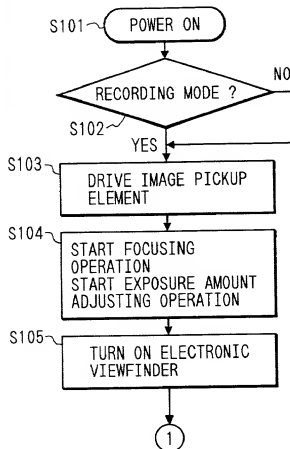 S101
POWER ON
NO
RECORDING MODE ?
S102
YES
S103
DRIVE IMAGE PICKUP
ELEMENT
S104
START FOCUSING
OPERATION
START EXPOSURE AMOUNT
ADJUSTING OPERATION
S105
TURN ON ELECTRONIC
VIEWFINDER
1